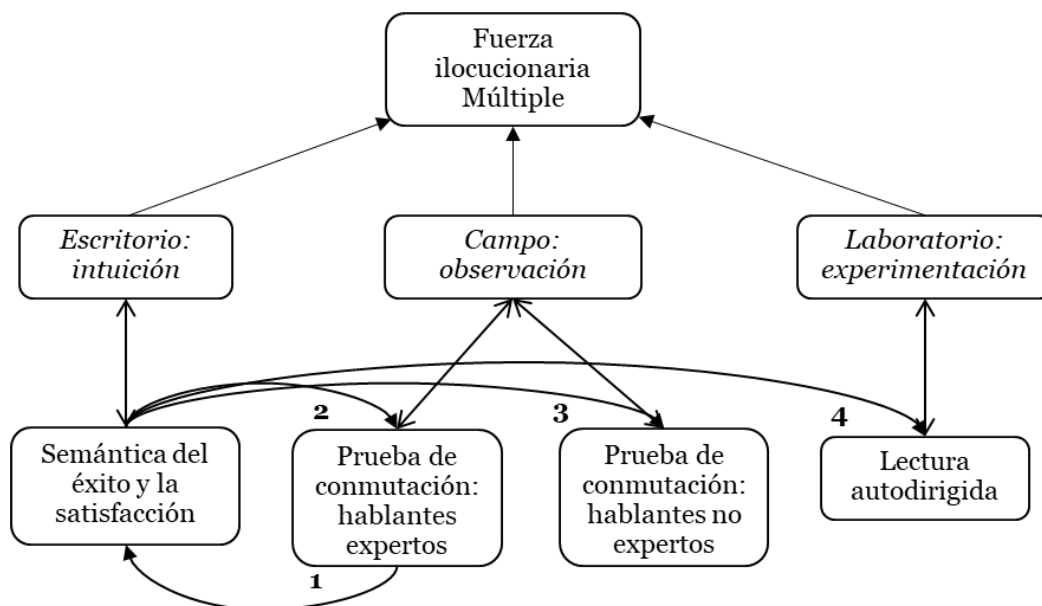 Fuerza
ilocucionaria
Múltiple
Escritorio:
intuición
Campo:
observación
Laboratorio:
experimentación
2
3
4
Semántica del
éxito y la
satisfacción
Prueba de
conmutación:
hablantes
expertos
Prueba de
conmutación:
hablantes no
expertos
Lectura
autodirigida
1